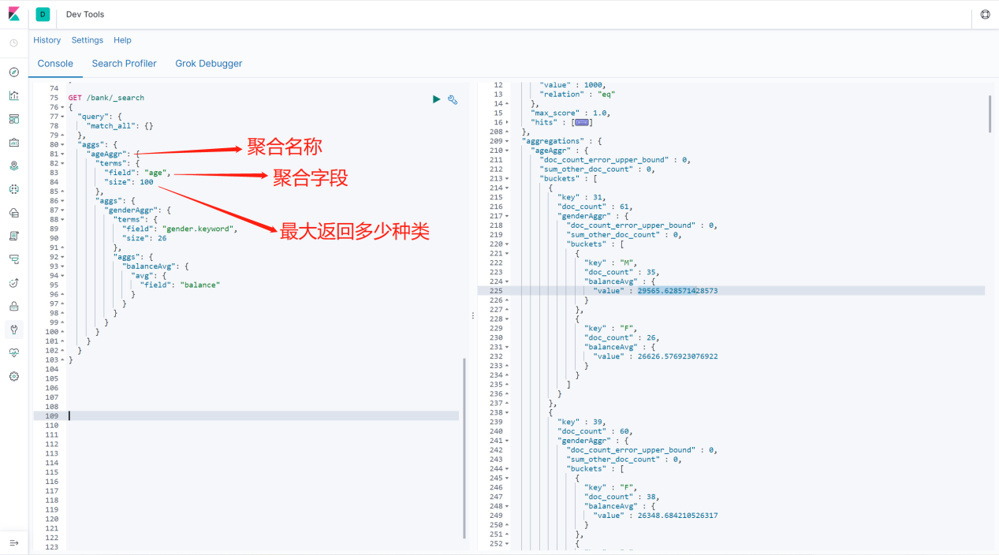 D
Dev Tools
History Settings Help
Console Search Profiler Grok Debugger
74
75 GET /bank/_search
76 {
77 "query": {
78 "match_all": {}
79 },
80 "aggs": {
81 "ageAggr": {
82 "terms": {
83 "field": "age",
84 "size": 100
85 },
86 "aggs": {
87 "genderAggr": {
88 "terms": {
89 "field": "gender.keyword",
90 "size": 26
91 },
92 "aggs": {
93 "balanceAvg": {
94 "avg": {
95 "field": "balance"
96 }
97 }
98 }
99 }
100 }
101 }
102 }
103 }
104
105
106
107
108
109
110
111
112
113
114
115
116
117
118
119
120
121
122
123
聚合名称
聚合字段
最大返回多少种类
12 "value" : 1000,
13 "relation" : "eq"
14 },
15 "max_score" : 1.0,
16 "hits" : []
208 },
209 "aggregations" : {
210 "ageAggr" : {
211 "doc_count_error_upper_bound" : 0,
212 "sum_other_doc_count" : 0,
213 "buckets" : [
214 {
215 "key" : 31,
216 "doc_count" : 61,
217 "genderAggr" : {
218 "doc_count_error_upper_bound" : 0,
219 "sum_other_doc_count" : 0,
220 "buckets" : [
221 {
222 "key" : "M",
223 "doc_count" : 35,
224 "balanceAvg" : {
225 "value" : 29565.628571428573
226 }
227 },
228 {
229 "key" : "F",
230 "doc_count" : 26,
231 "balanceAvg" : {
232 "value" : 26626.576923076922
233 }
234 }
235 ]
236 }
237 },
238 {
239 "key" : 39,
240 "doc_count" : 60,
241 "genderAggr" : {
242 "doc_count_error_upper_bound" : 0,
243 "sum_other_doc_count" : 0,
244 "buckets" : [
245 {
246 "key" : "F",
247 "doc_count" : 38,
248 "balanceAvg" : {
249 "value" : 26348.684210526317
250 }
251 },
252 {